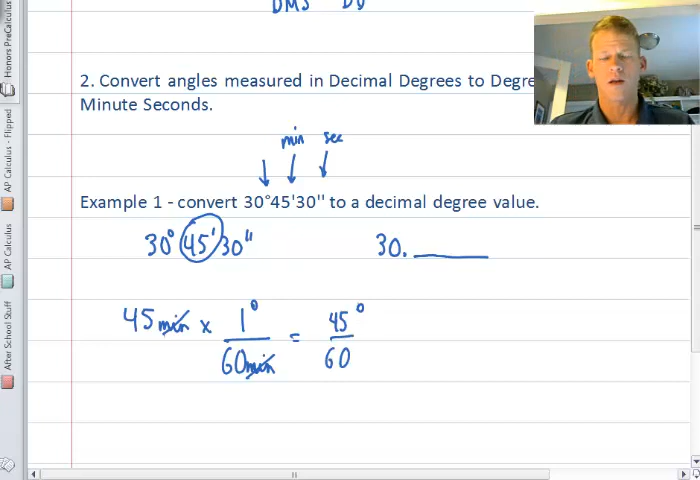 DMS DD
2. Convert angles measured in Decimal Degrees to Degre
Minute Seconds.
min sec
Example 1 - convert 30°45'30" to a decimal degree value.
30° 45' 30" 30.
45 min x 1° / 60 min = 45° / 60
Honors PreCalculus
AP Calculus - Flipped
AP Calculus
After School Stuff